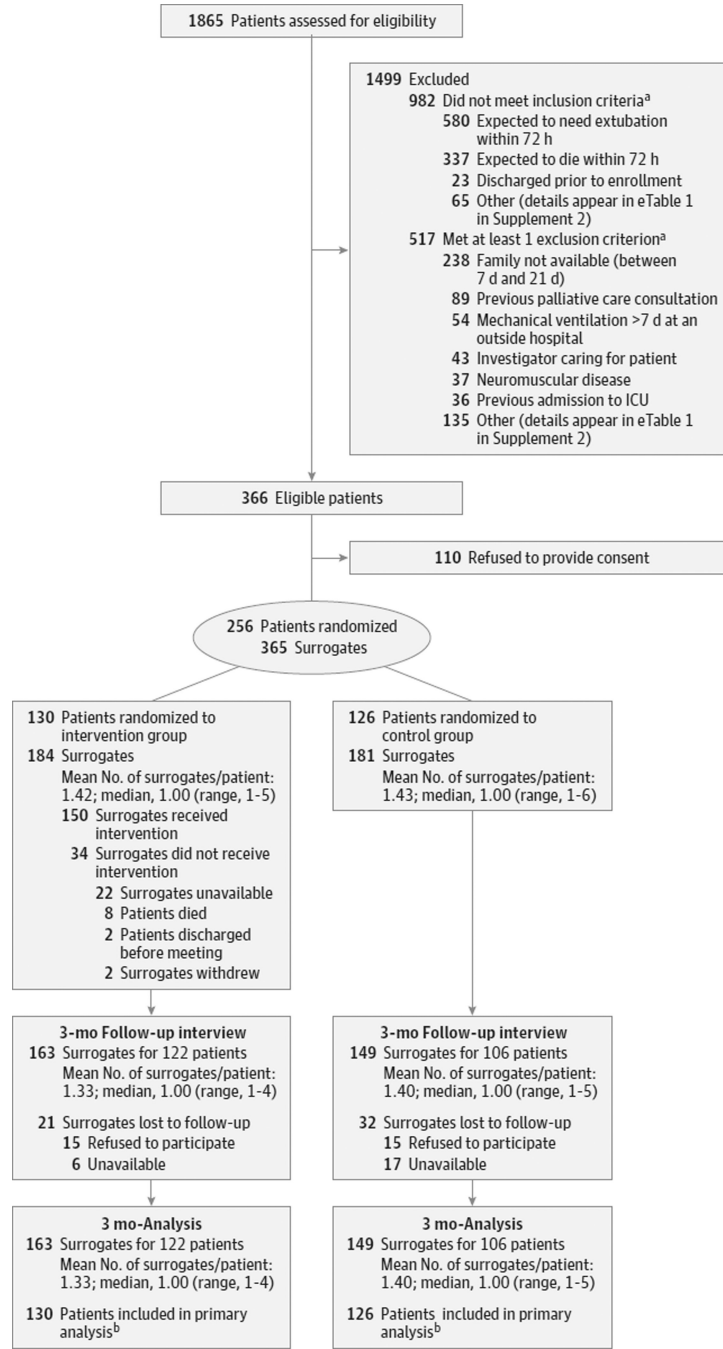 1865 Patients assessed for eligibility
1499 Excluded
982 Did not meet inclusion criteriaᵃ
580 Expected to need extubation
within 72 h
337 Expected to die within 72 h
23 Discharged prior to enrollment
65 Other (details appear in eTable 1
in Supplement 2)
517 Met at least 1 exclusion criterionᵃ
238 Family not available (between
7 d and 21 d)
89 Previous palliative care consultation
54 Mechanical ventilation >7 d at an
outside hospital
43 Investigator caring for patient
37 Neuromuscular disease
36 Previous admission to ICU
135 Other (details appear in eTable 1
in Supplement 2)
366 Eligible patients
110 Refused to provide consent
256 Patients randomized
365 Surrogates
130 Patients randomized to
intervention group
184 Surrogates
Mean No. of surrogates/patient:
1.42; median, 1.00 (range, 1-5)
150 Surrogates received
intervention
34 Surrogates did not receive
intervention
22 Surrogates unavailable
8 Patients died
2 Patients discharged
before meeting
2 Surrogates withdrew
126 Patients randomized to
control group
181 Surrogates
Mean No. of surrogates/patient:
1.43; median, 1.00 (range, 1-6)
3-mo Follow-up interview
163 Surrogates for 122 patients
Mean No. of surrogates/patient:
1.33; median, 1.00 (range, 1-4)
21 Surrogates lost to follow-up
15 Refused to participate
6 Unavailable
3-mo Follow-up interview
149 Surrogates for 106 patients
Mean No. of surrogates/patient:
1.40; median, 1.00 (range, 1-5)
32 Surrogates lost to follow-up
15 Refused to participate
17 Unavailable
3 mo-Analysis
163 Surrogates for 122 patients
Mean No. of surrogates/patient:
1.33; median, 1.00 (range, 1-4)
130 Patients included in primary
analysisᵇ
3 mo-Analysis
149 Surrogates for 106 patients
Mean No. of surrogates/patient:
1.40; median, 1.00 (range, 1-5)
126 Patients included in primary
analysisᵇ